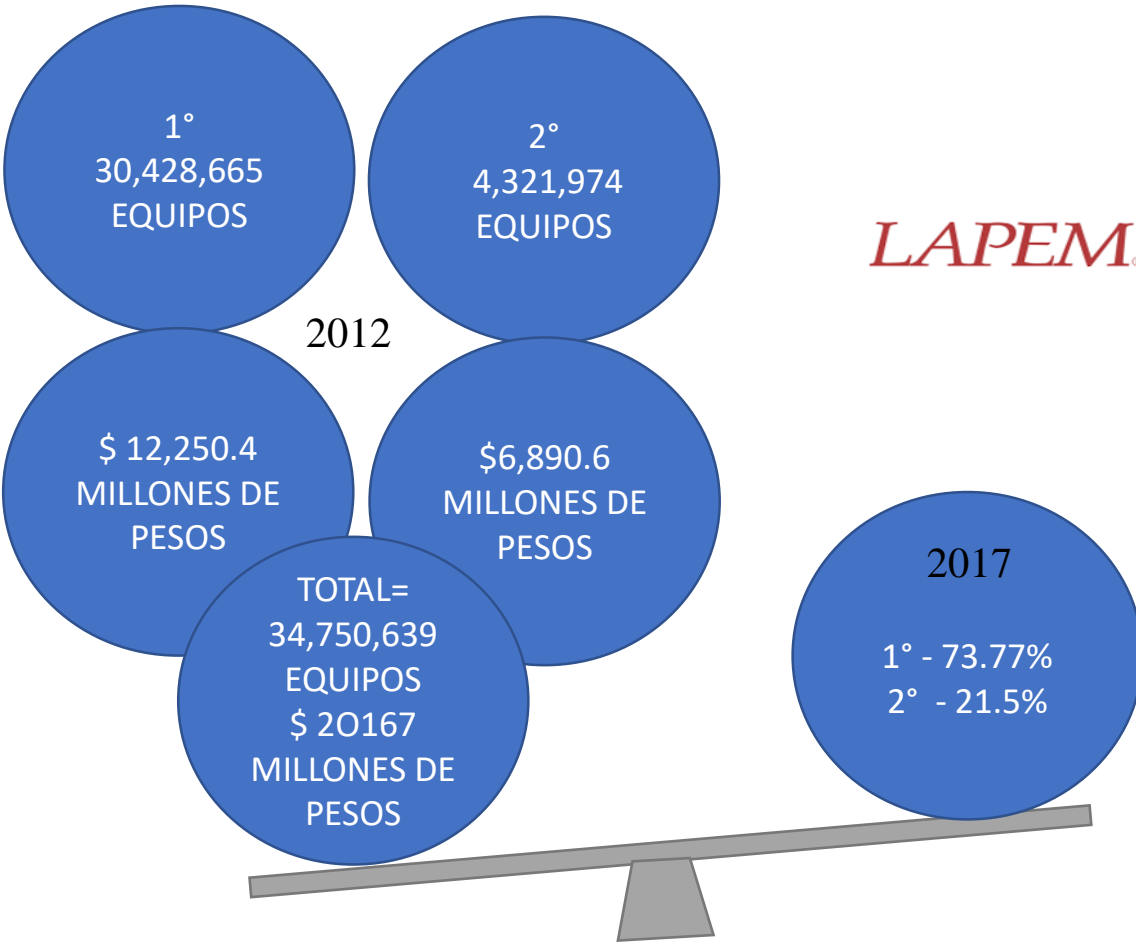 1°
30,428,665
EQUIPOS
2°
4,321,974
EQUIPOS
LAPEM
2012
$ 12,250.4
MILLONES DE
PESOS
$6,890.6
MILLONES DE
PESOS
TOTAL=
34,750,639
EQUIPOS
$ 2O167
MILLONES DE
PESOS
2017
1° - 73.77%
2° - 21.5%